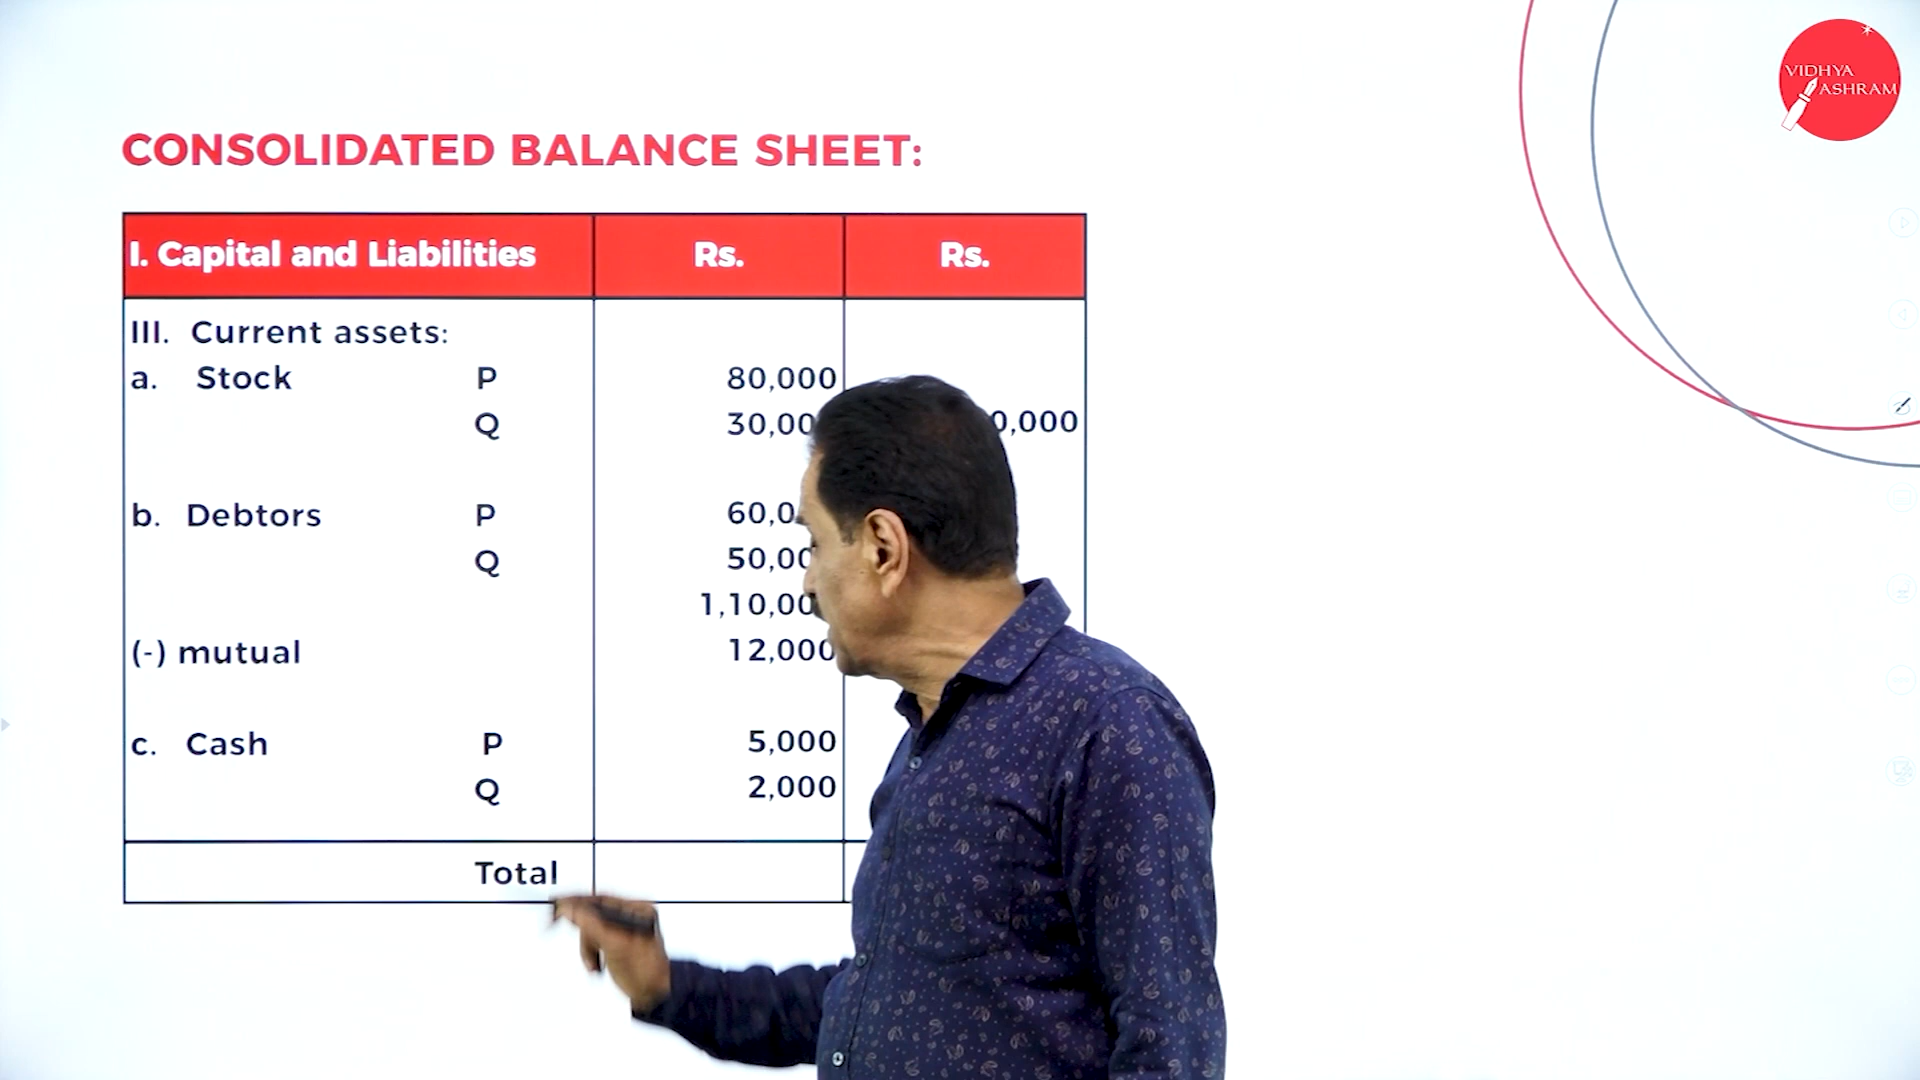 VIDHYA
ASHRAM
CONSOLIDATED BALANCE SHEET:
I. Capital and Liabilities Rs. Rs.
III. Current assets:
a. Stock P 80,000
Q
b. Debtors P
Q
(-) mutual 12,000
c. Cash P 5,000
Q 2,000
Total